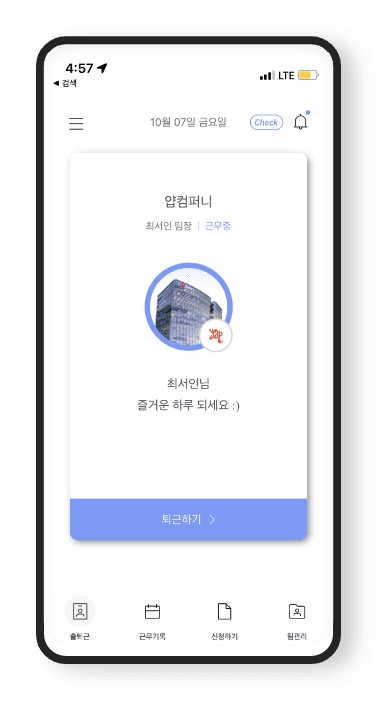 4:57
LTE
◀ 검색
10월 07일 금요일
Check
얍컴퍼니
최서인 팀장 | 근무중
yap
최서인님
즐거운 하루 되세요 :)
퇴근하기
출퇴근
근무기록
신청하기
팀관리